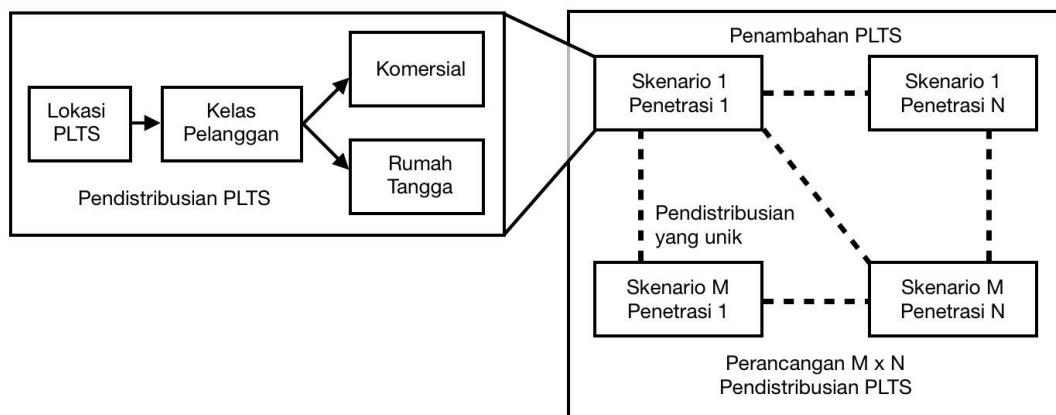 Lokasi
PLTS
Kelas
Pelanggan
Komersial
Rumah
Tangga
Pendistribusian PLTS
Penambahan PLTS
Skenario 1
Penetrasi 1
Skenario 1
Penetrasi N
Pendistribusian
yang unik
Skenario M
Penetrasi 1
Skenario M
Penetrasi N
Perancangan M x N
Pendistribusian PLTS